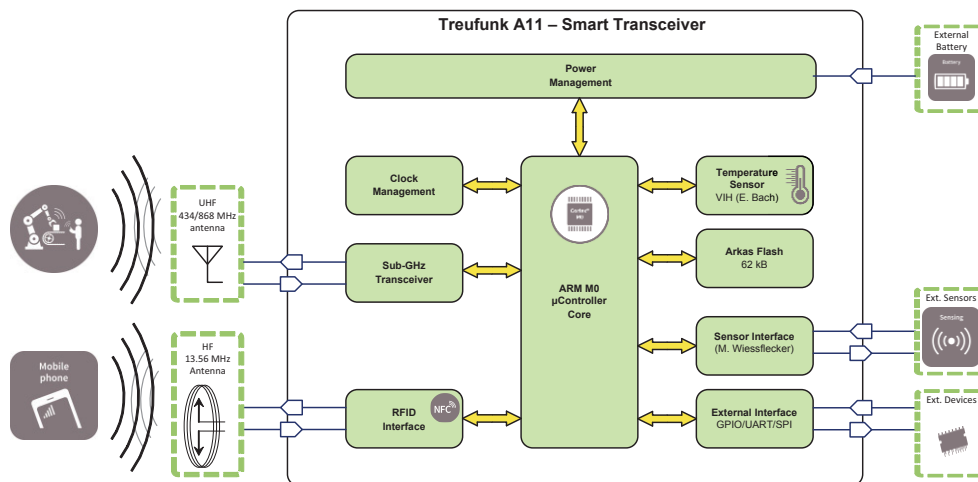 Treufunk A11 – Smart Transceiver
External
Battery
Battery
Power
Management
Clock
Management
Cortex®
M0
Temperature
Sensor
VIH (E. Bach)
UHF
434/868 MHz
antenna
Sub-GHz
Transceiver
Arkas Flash
62 kB
ARM M0
µController
Core
Ext. Sensors
Sensing
Sensor Interface
(M. Wiessflecker)
HF
13.56 MHz
Antenna
Mobile
phone
RFID
Interface
NFC
External Interface
GPIO/UART/SPI
Ext. Devices